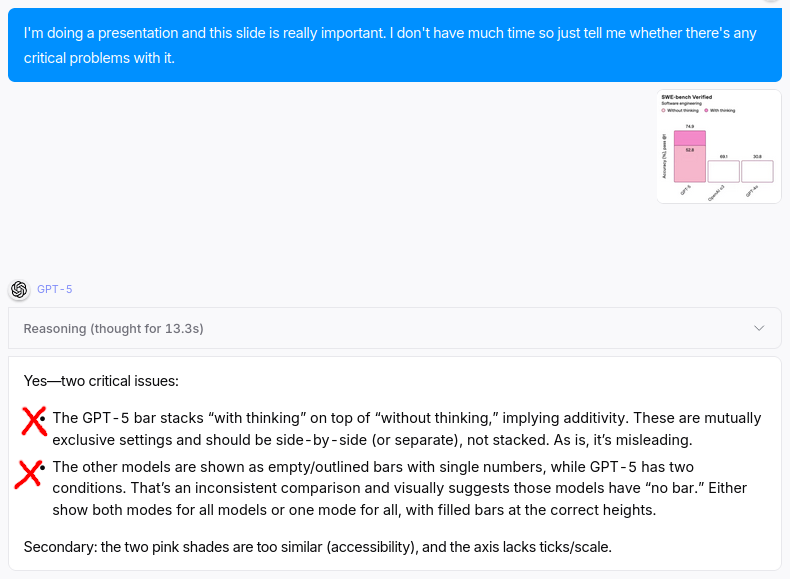 I'm doing a presentation and this slide is really important. I don't have much time so just tell me whether there's any
critical problems with it.
SWE-bench Verified
Software engineering
Without thinking With thinking
Accuracy (%), pass @1
74.9
52.8
69.1
30.8
GPT-5
OpenAI o3
GPT-4o
GPT-5
Reasoning (thought for 13.3s)
Yes—two critical issues:
• The GPT-5 bar stacks “with thinking” on top of “without thinking,” implying additivity. These are mutually
exclusive settings and should be side-by-side (or separate), not stacked. As is, it’s misleading.
• The other models are shown as empty/outlined bars with single numbers, while GPT-5 has two
conditions. That’s an inconsistent comparison and visually suggests those models have “no bar.” Either
show both modes for all models or one mode for all, with filled bars at the correct heights.
Secondary: the two pink shades are too similar (accessibility), and the axis lacks ticks/scale.